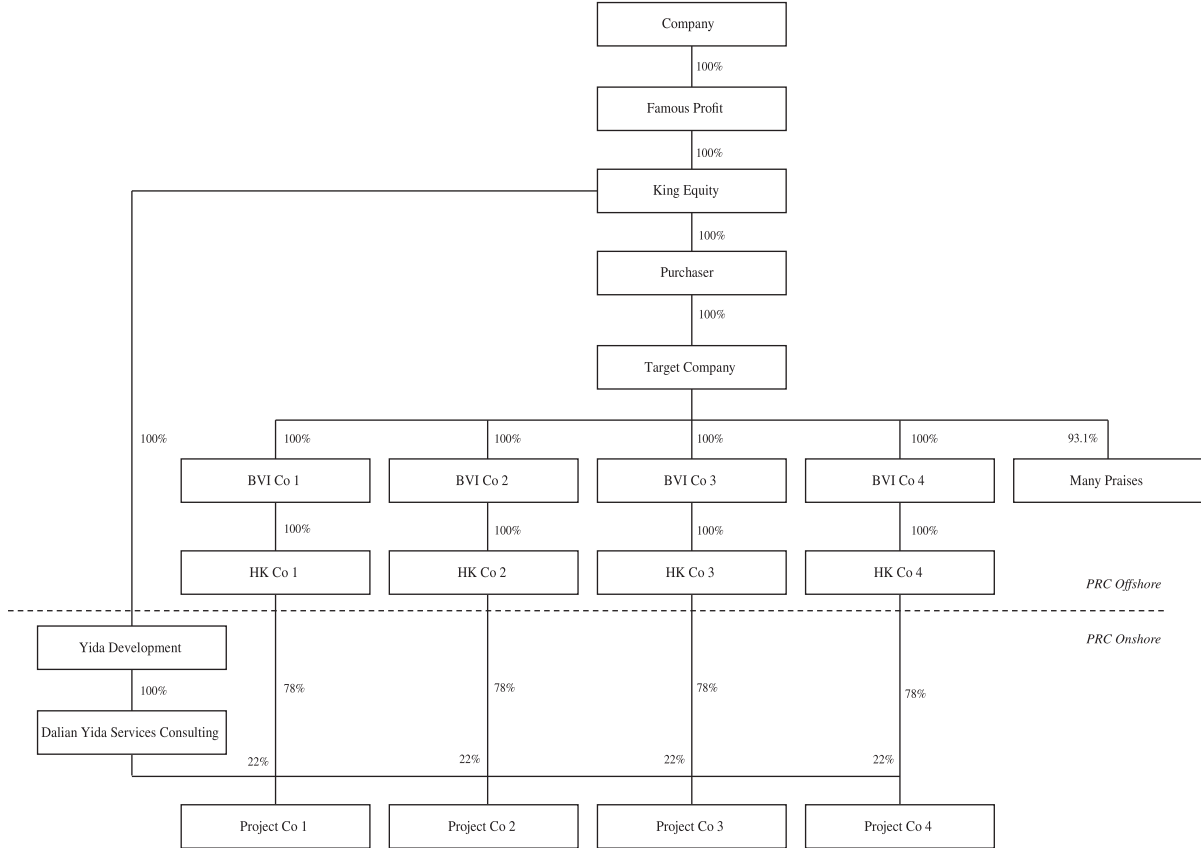 Company
100%
Famous Profit
100%
King Equity
100%
Purchaser
100%
Target Company
100%
100%
100%
100%
100%
93.1%
BVI Co 1
BVI Co 2
BVI Co 3
BVI Co 4
Many Praises
100%
100%
100%
100%
HK Co 1
HK Co 2
HK Co 3
HK Co 4
PRC Offshore
PRC Onshore
Yida Development
100%
78%
78%
78%
78%
Dalian Yida Services Consulting
22%
22%
22%
22%
Project Co 1
Project Co 2
Project Co 3
Project Co 4